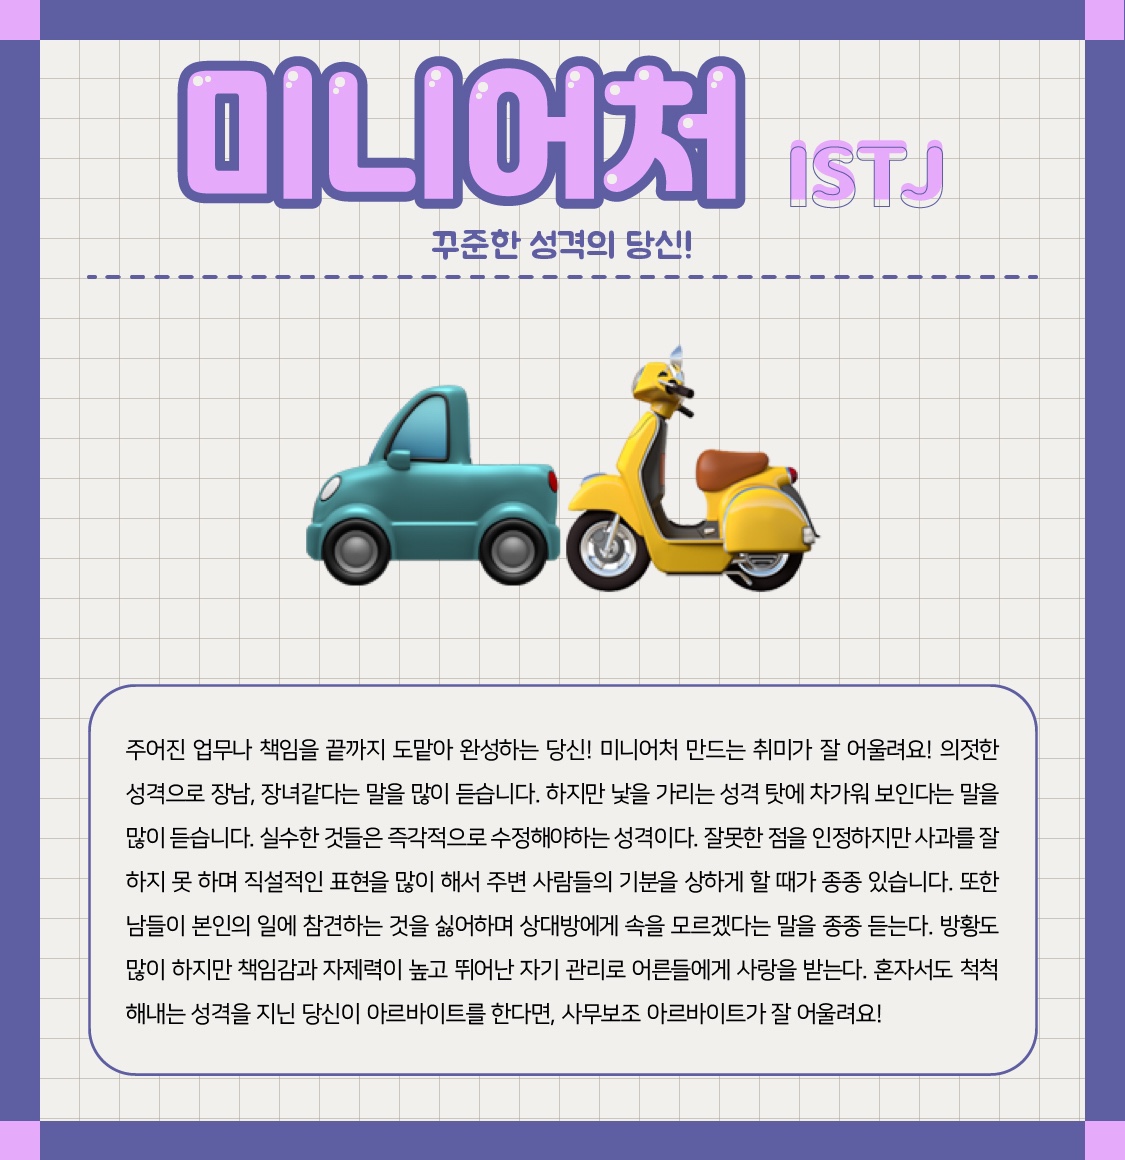 미니어처 ISTJ
꾸준한 성격의 당신!
주어진 업무나 책임을 끝까지 도맡아 완성하는 당신! 미니어처 만드는 취미가 잘 어울려요! 의젓한
성격으로 장남, 장녀같다는 말을 많이 듣습니다. 하지만 낯을 가리는 성격 탓에 차가워 보인다는 말을
많이 듣습니다. 실수한 것들은 즉각적으로 수정해야하는 성격이다. 잘못한 점을 인정하지만 사과를 잘
하지 못 하며 직설적인 표현을 많이 해서 주변 사람들의 기분을 상하게 할 때가 종종 있습니다. 또한
남들이 본인의 일에 참견하는 것을 싫어하며 상대방에게 속을 모르겠다는 말을 종종 듣는다. 방황도
많이 하지만 책임감과 자제력이 높고 뛰어난 자기 관리로 어른들에게 사랑을 받는다. 혼자서도 척척
해내는 성격을 지닌 당신이 아르바이트를 한다면, 사무보조 아르바이트가 잘 어울려요!